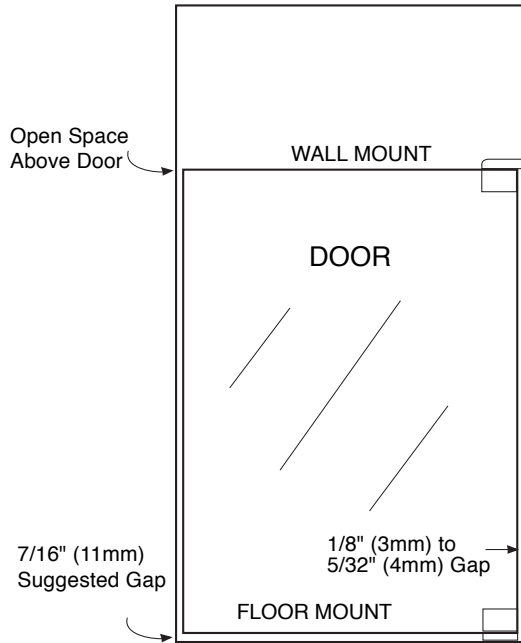 Open Space
Above Door
WALL MOUNT
DOOR
7/16" (11mm)
Suggested Gap
1/8" (3mm) to
5/32" (4mm) Gap
FLOOR MOUNT